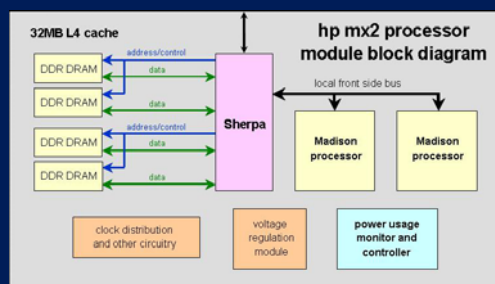 hp mx2 processor
module block diagram
32MB L4 cache
address/control
DDR DRAM
data
DDR DRAM
data
address/control
DDR DRAM
data
DDR DRAM
data
Sherpa
local front side bus
Madison
processor
Madison
processor
clock distribution
and other circuitry
voltage
regulation
module
power usage
monitor and
controller